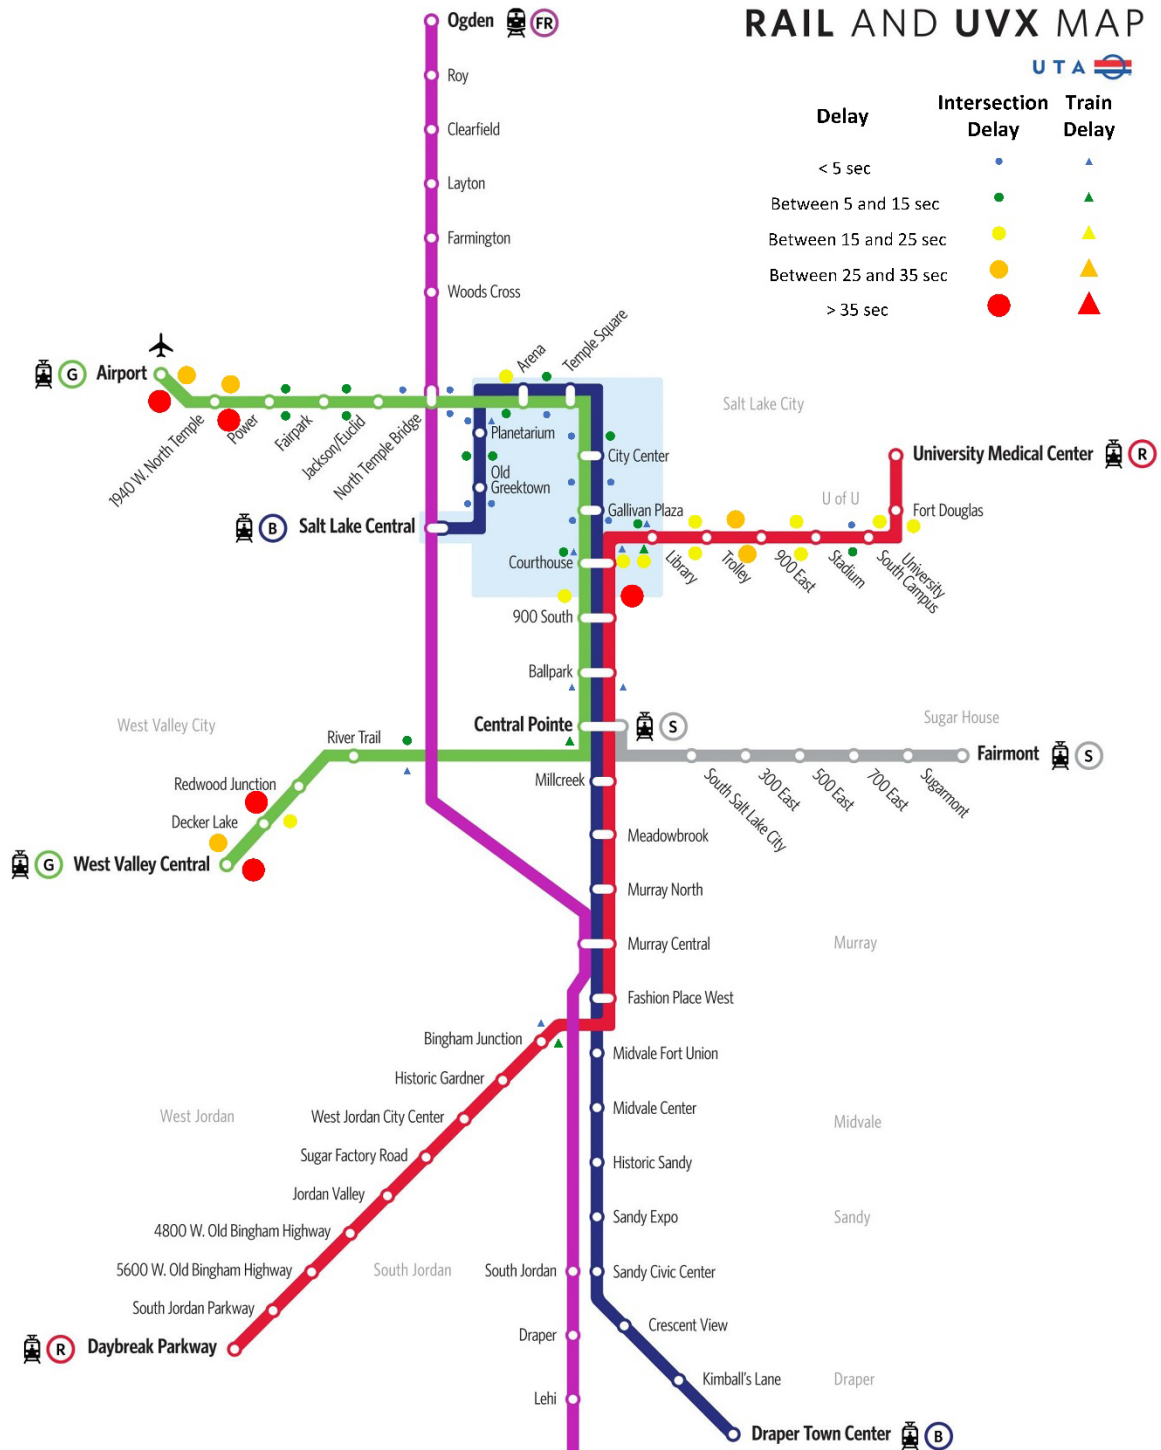 RAIL AND UVX MAP
UTA
Delay
Intersection Delay
Train Delay
< 5 sec
Between 5 and 15 sec
Between 15 and 25 sec
Between 25 and 35 sec
> 35 sec
Ogden FR
Roy
Clearfield
Layton
Farmington
Woods Cross
G Airport
1940 W. North Temple
Power
Fairpark
Jackson/Euclid
North Temple Bridge
Arena
Temple Square
Salt Lake City
Planetarium
Old
Greektown
B Salt Lake Central
City Center
Gallivan Plaza
Courthouse
900 South
Ballpark
Central Pointe S
University Medical Center R
U of U
Fort Douglas
Library
Trolley
900 East
Stadium
South Campus
University
West Valley City
River Trail
Redwood Junction
Decker Lake
G West Valley Central
Sugar House
Fairmont S
South Salt Lake City
300 East
500 East
700 East
Sugarmont
Millcreek
Meadowbrook
Murray North
Murray Central
Murray
Fashion Place West
Bingham Junction
Midvale Fort Union
Historic Gardner
West Jordan
West Jordan City Center
Midvale Center
Midvale
Sugar Factory Road
Historic Sandy
Jordan Valley
Sandy Expo
Sandy
4800 W. Old Bingham Highway
5600 W. Old Bingham Highway
South Jordan
South Jordan
Sandy Civic Center
South Jordan Parkway
Crescent View
R Daybreak Parkway
Draper
Kimball's Lane
Draper
Lehi
Draper Town Center B